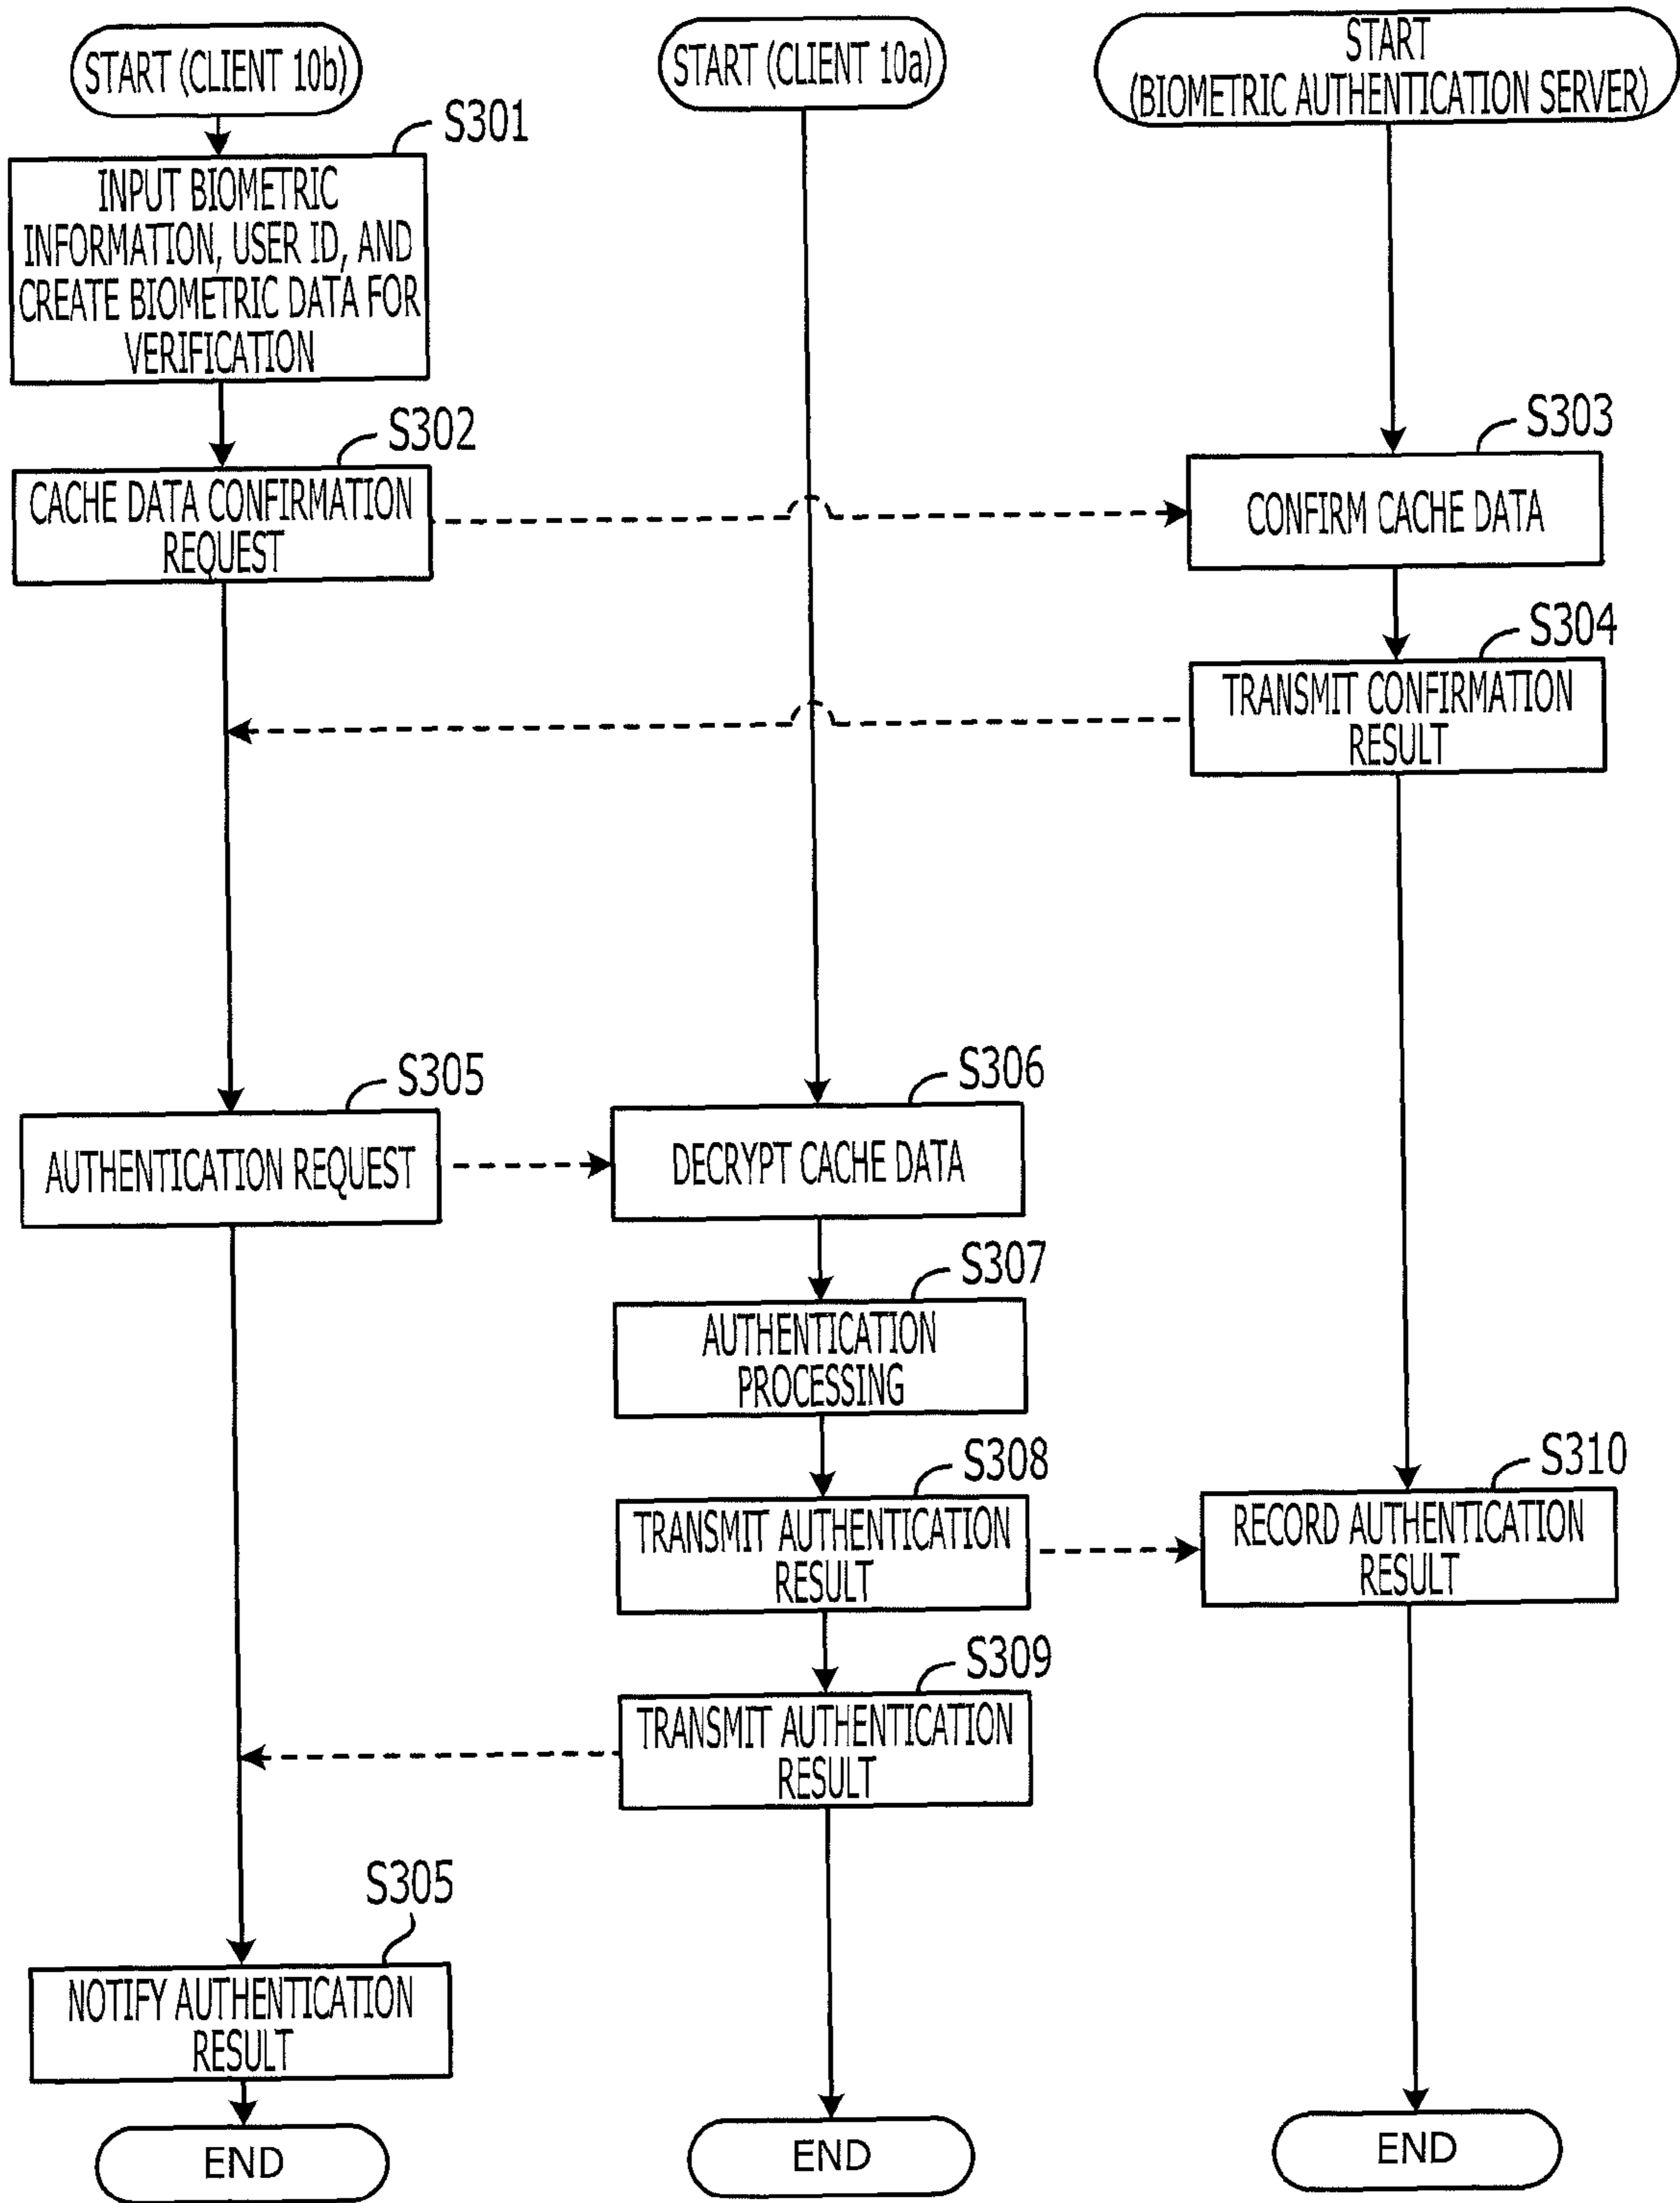 START (CLIENT 10b)
START (CLIENT 10a)
START
(BIOMETRIC AUTHENTICATION SERVER)
S301
INPUT BIOMETRIC
INFORMATION, USER ID, AND
CREATE BIOMETRIC DATA FOR
VERIFICATION
S302
CACHE DATA CONFIRMATION
REQUEST
S303
CONFIRM CACHE DATA
S304
TRANSMIT CONFIRMATION
RESULT
S305
AUTHENTICATION REQUEST
S306
DECRYPT CACHE DATA
S307
AUTHENTICATION
PROCESSING
S308
TRANSMIT AUTHENTICATION
RESULT
S310
RECORD AUTHENTICATION
RESULT
S309
TRANSMIT AUTHENTICATION
RESULT
S305
NOTIFY AUTHENTICATION
RESULT
END
END
END